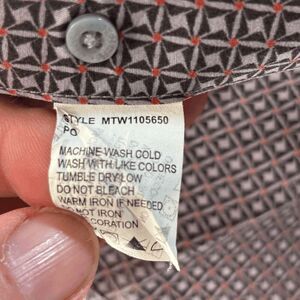 STYLE MTW1105650
PO
MACHINE WASH COLD
WASH WITH LIKE COLORS
TUMBLE DRY LOW
DO NOT BLEACH
WARM IRON IF NEEDED
DO NOT IRON
DECORATION